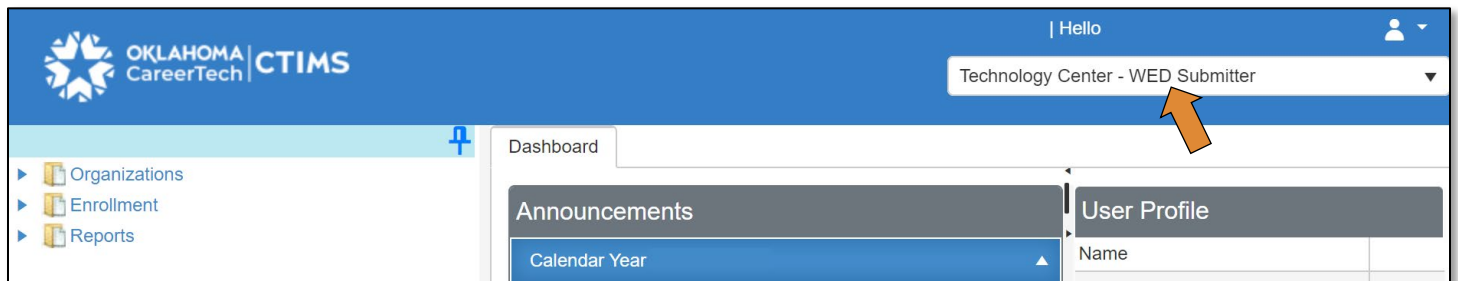 | Hello
OKLAHOMA
CareerTech
CTIMS
Technology Center - WED Submitter
Organizations
Enrollment
Reports
Dashboard
Announcements
Calendar Year
User Profile
Name